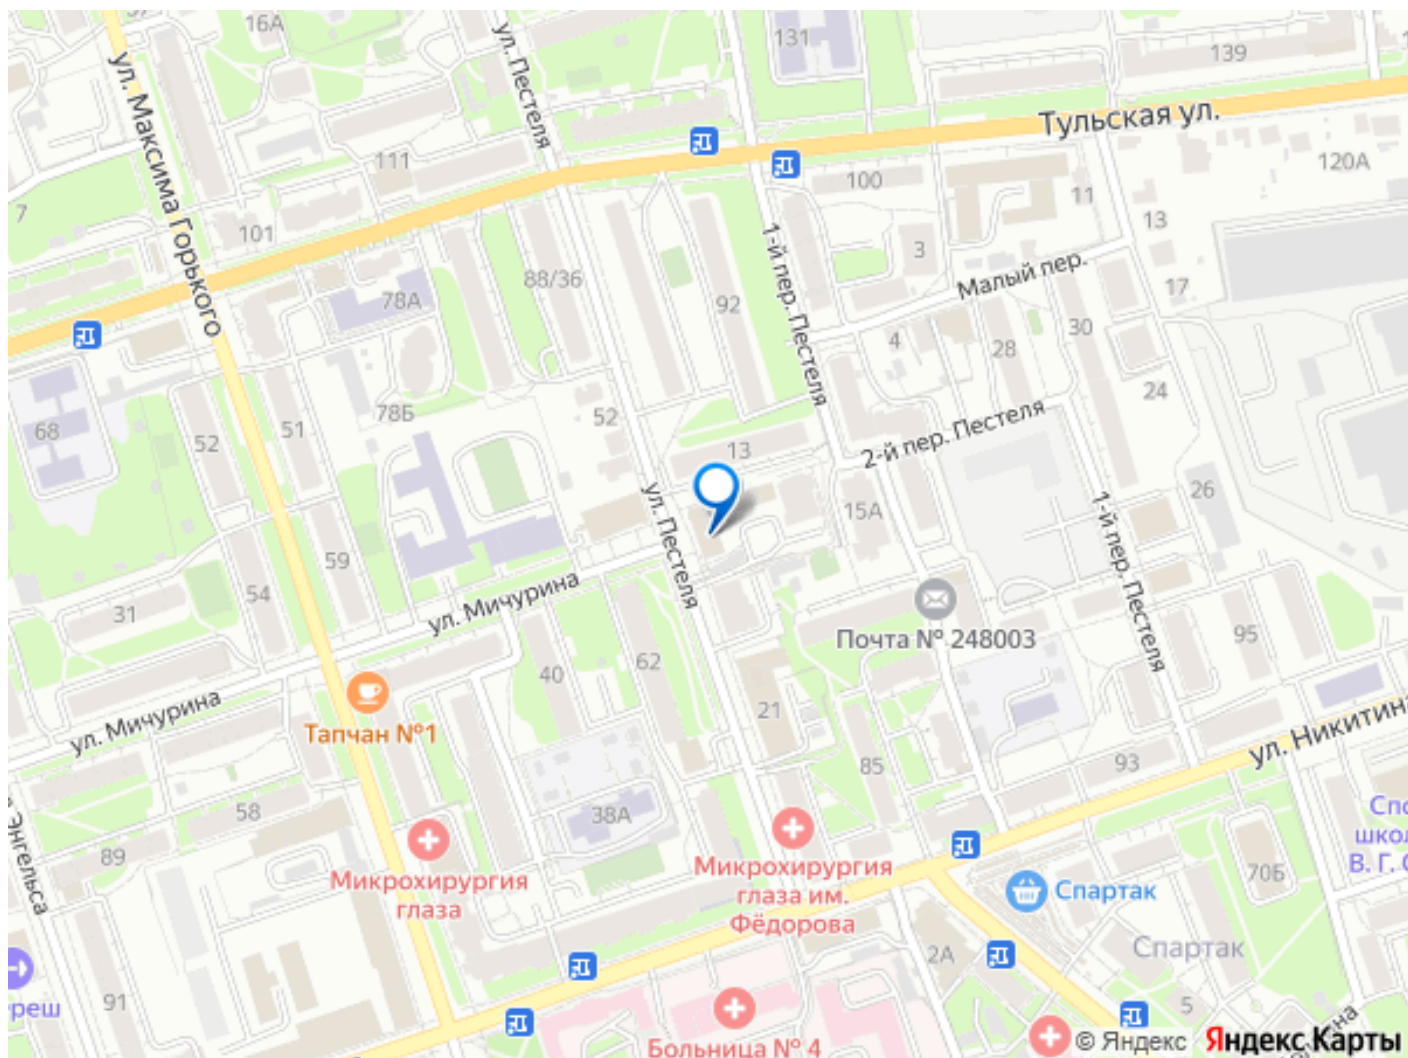 16А
ул. Пестеля
131
139
ул. Максима Горького
Тульская ул.
111
100
120А
11
7
13
101
3
1-й пер. Пестеля
88/36
78А
Малый пер.
17
92
30
4
28
24
78Б
52
68
52
51
13
2-й пер. Пестеля
ул. Пестеля
26
15А
1-й пер. Пестеля
59
54
31
ул. Мичурина
Почта № 248003
95
62
40
ул. Мичурина
21
Тапчан №1
ул. Никитина
85
93
58
38А
Энгельса
89
Микрохирургия
глаза
Микрохирургия
глаза им.
Фёдорова
70Б
Спартак
Спартак
2А
91
5
Больница № 4
© Яндекс
Яндекс Карты